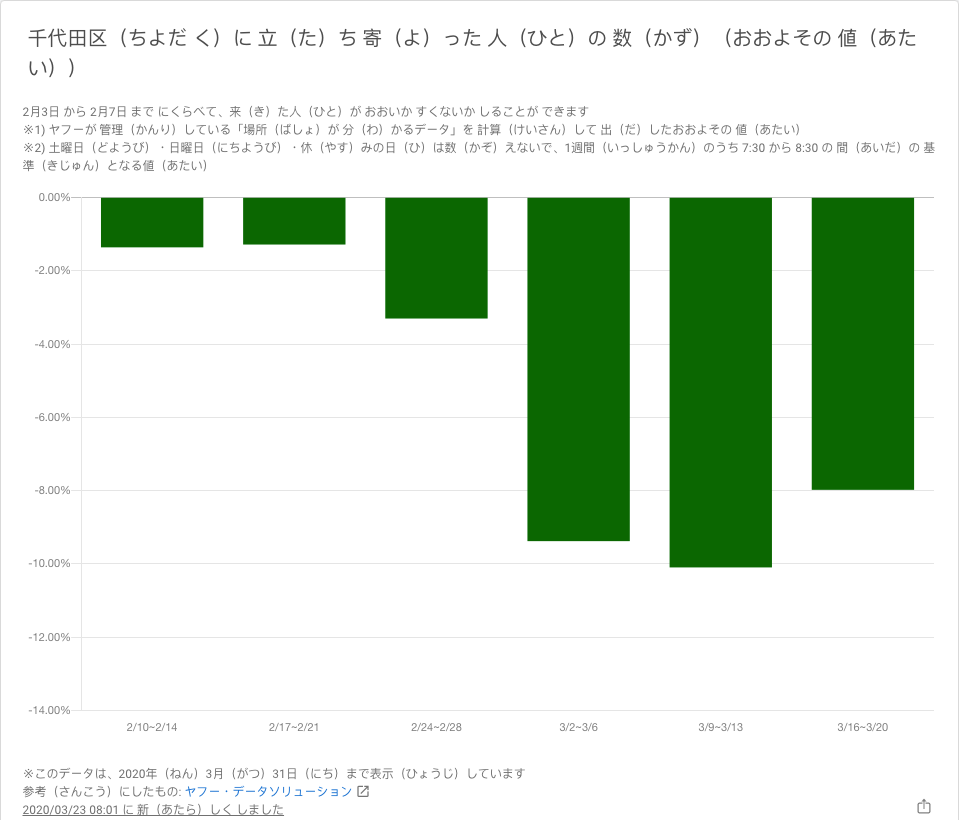 千代田区（ちよだ く）に 立（た）ち 寄（よ）った 人（ひと）の 数（かず）（おおよその 値（あた
い））
2月3日 から 2月7日 まで にくらべて、来（き）た人（ひと）が おおいか すくないか しることが できます
※1) ヤフーが 管理（かんり）している「場所（ばしょ）が 分（わ）かるデータ」を 計算（けいさん）して 出（だ）したおおよその 値（あたい）
※2) 土曜日（どようび）・日曜日（にちようび）・休（やす）みの日（ひ）は数（かぞ）えないで、1週間（いっしゅうかん）のうち 7:30 から 8:30 の 間（あいだ）の 基
準（きじゅん）となる値（あたい）
0.00%
-2.00%
-4.00%
-6.00%
-8.00%
-10.00%
-12.00%
-14.00%
2/10~2/14 2/17~2/21 2/24~2/28 3/2~3/6 3/9~3/13 3/16~3/20
※このデータは、2020年（ねん）3月（がつ）31日（にち）まで表示（ひょうじ）しています
参考（さんこう）にしたもの: ヤフー・データソリューション
2020/03/23 08:01 に 新（あたら）しく しました